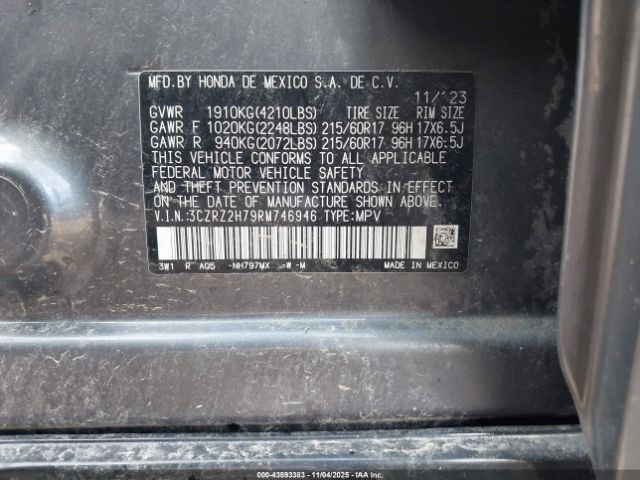 MFD.BY HONDA DE MEXICO S.A. DE C.V.
11/23
GVWR 1910KG(4210LBS) TIRE SIZE RIM SIZE
GAWR F 1020KG(2248LBS) 215/60R17 96H 17X6.5J
GAWR R 940KG(2072LBS) 215/60R17 96H 17X6.5J
THIS VEHICLE CONFORMS TO ALL APPLICABLE
FEDERAL MOTOR VEHICLE SAFETY
AND THEFT PREVENTION STANDARDS IN EFFECT
ON THE DATE OF MANUFACTURE SHOWN ABOVE.
V.I.N.:3CZRZ2H79RM746946 TYPE:MPV
3W1 R AQ5 -NH797MX -W -M MADE IN MEXICO
000-43593383 - 11/04/2025 - IAA Inc.